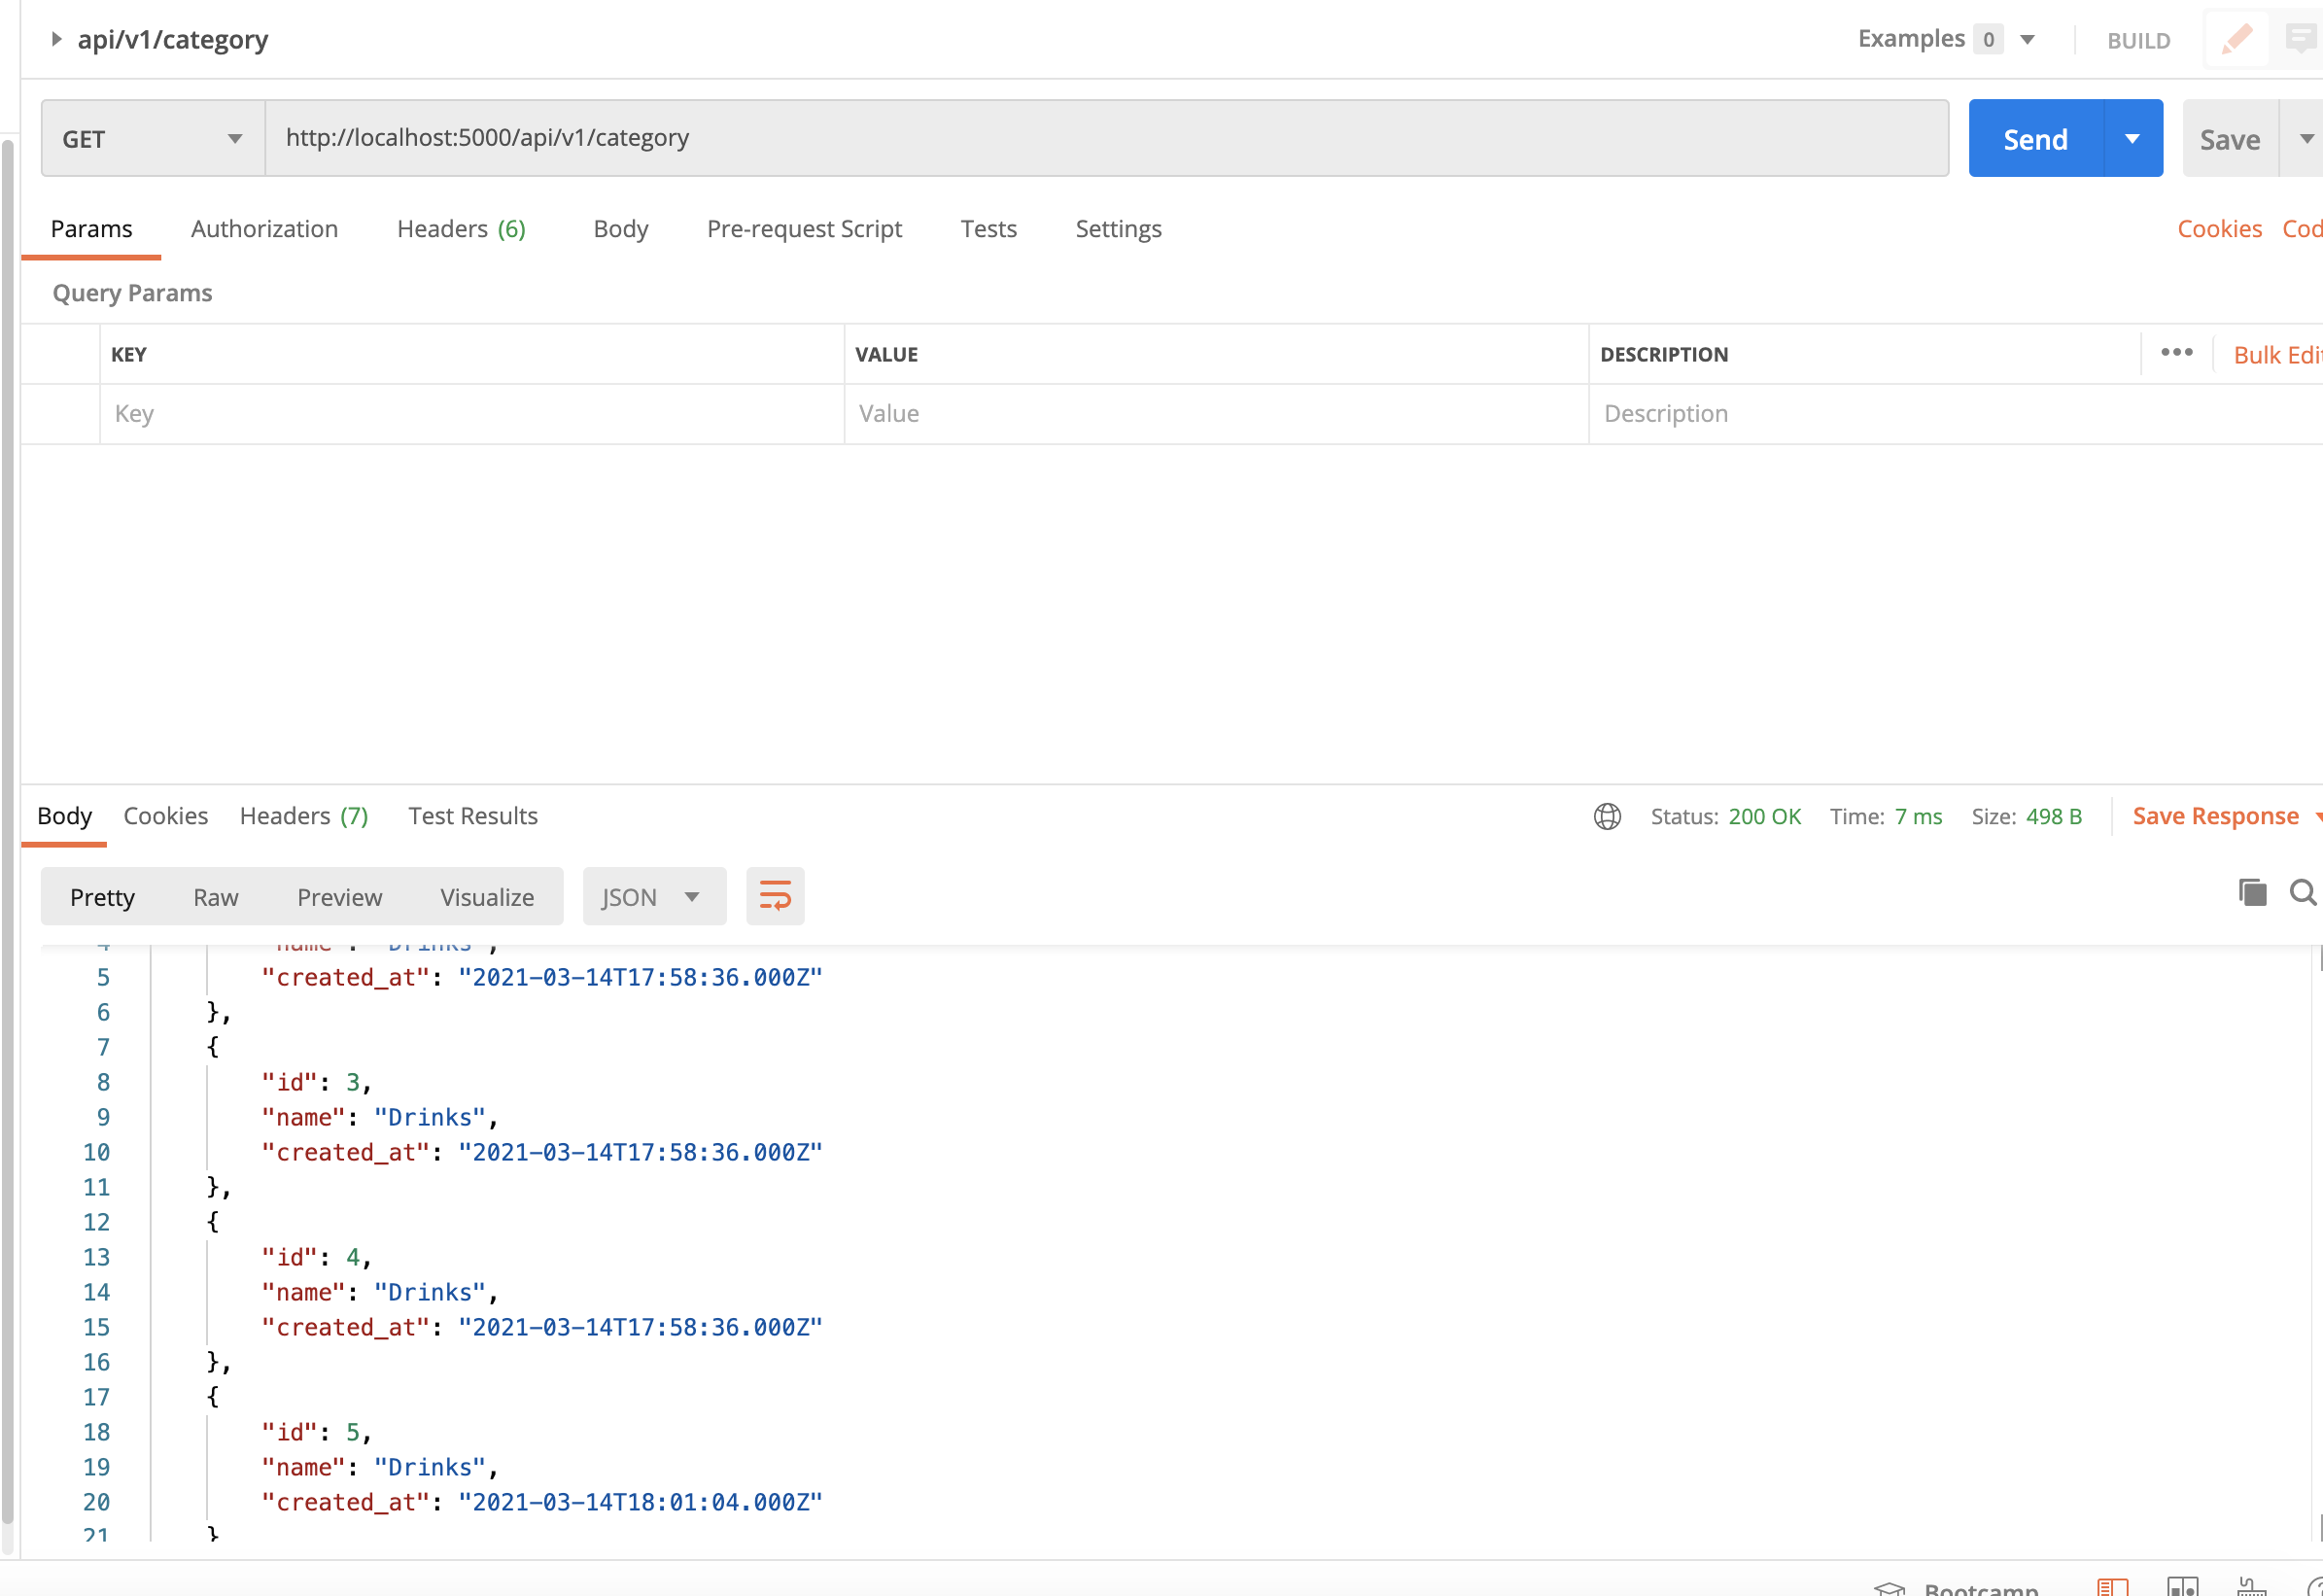 api/v1/category
Examples 0
BUILD
GET
http://localhost:5000/api/v1/category
Send
Save
Params Authorization Headers (6) Body Pre-request Script Tests Settings
Cookies Cod
Query Params
KEY VALUE DESCRIPTION ••• Bulk Edit
Key Value Description
Body Cookies Headers (7) Test Results
Status: 200 OK Time: 7 ms Size: 498 B Save Response
Pretty Raw Preview Visualize JSON
4 "name": "Drinks",
5 "created_at": "2021-03-14T17:58:36.000Z"
6 },
7 {
8 "id": 3,
9 "name": "Drinks",
10 "created_at": "2021-03-14T17:58:36.000Z"
11 },
12 {
13 "id": 4,
14 "name": "Drinks",
15 "created_at": "2021-03-14T17:58:36.000Z"
16 },
17 {
18 "id": 5,
19 "name": "Drinks",
20 "created_at": "2021-03-14T18:01:04.000Z"
21 }
Bootcamp